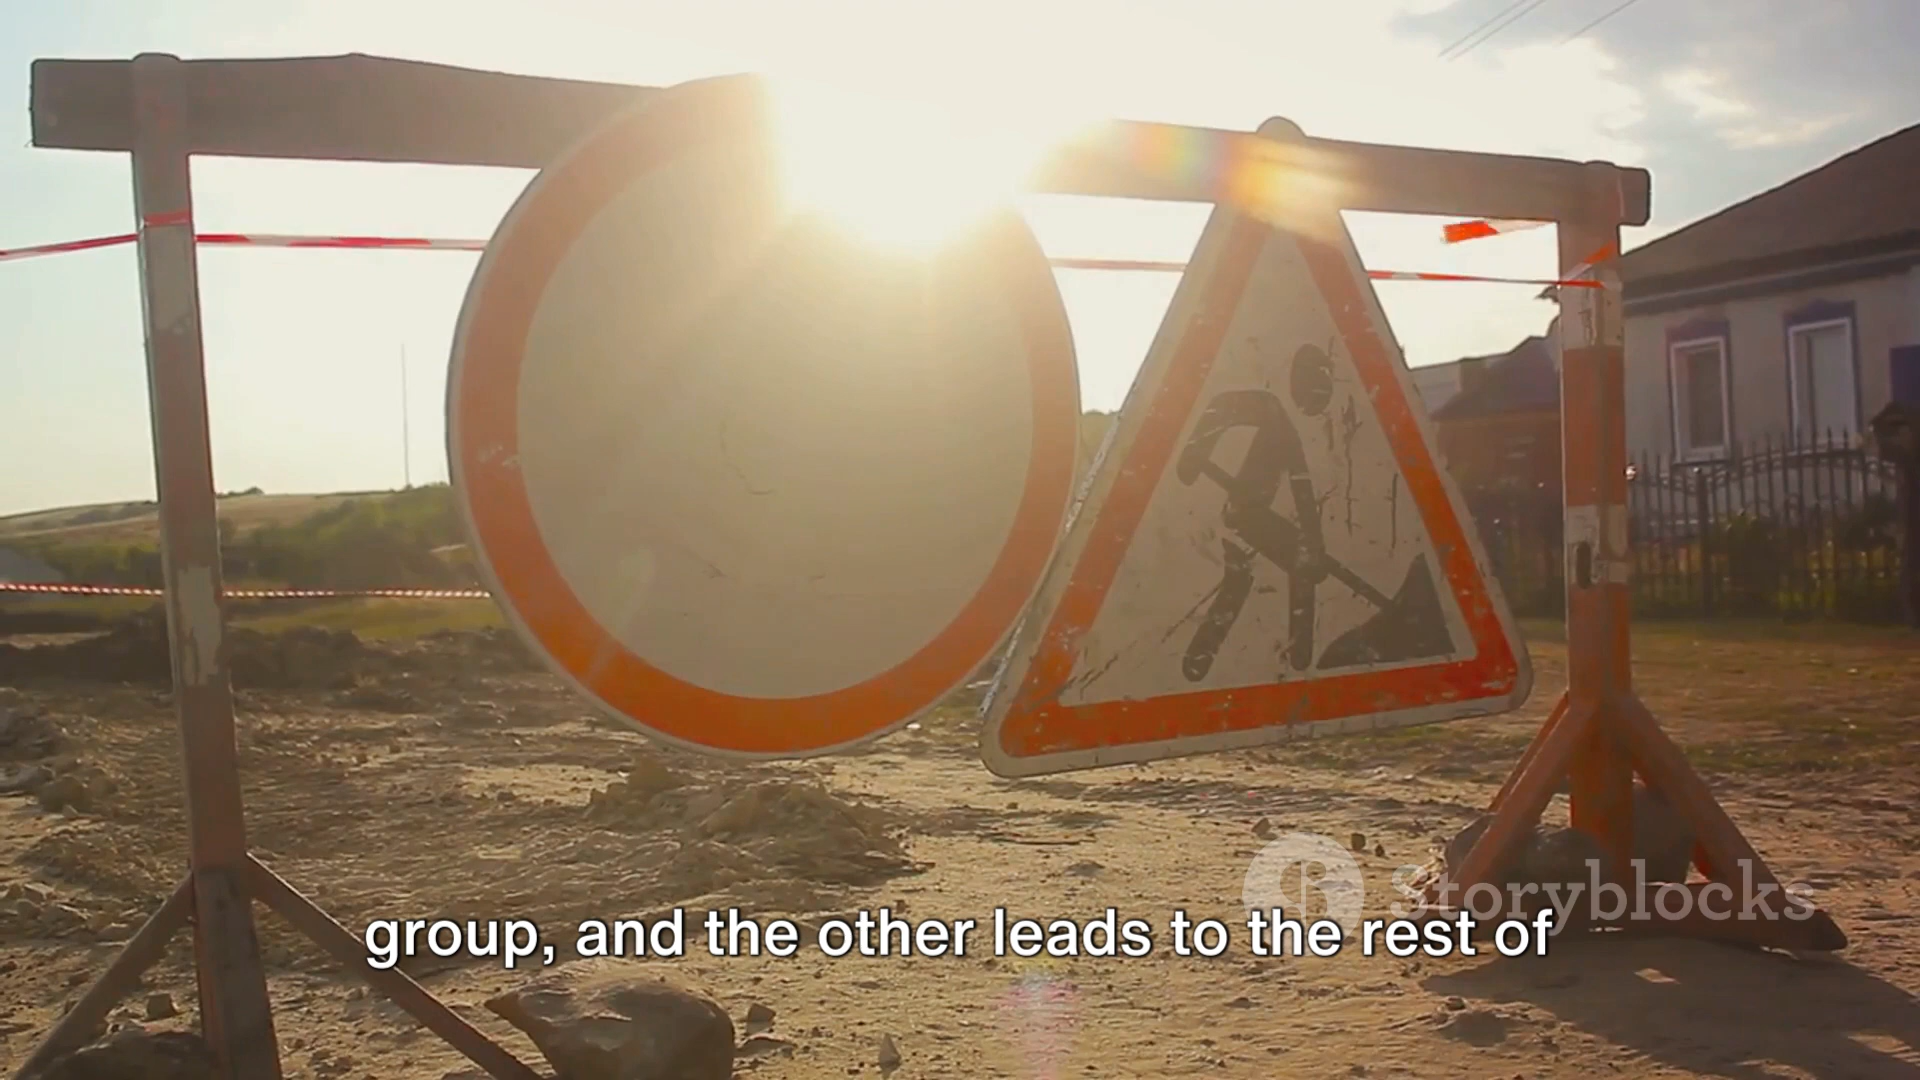 Storyblocks
group, and the other leads to the rest of